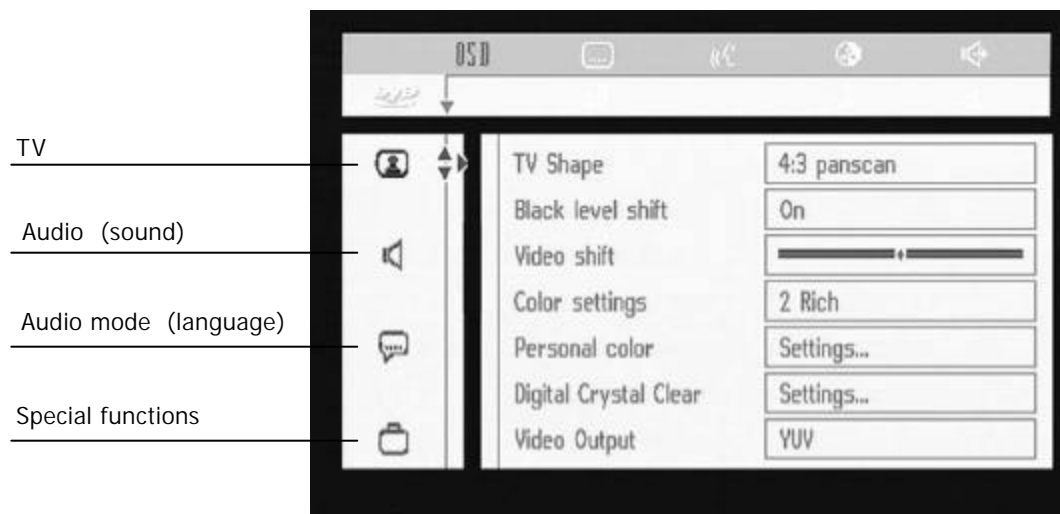 OSD
DVD
TV
TV Shape 4:3 panscan
Black level shift On
Audio (sound)
Video shift
Color settings 2 Rich
Audio mode (language)
Personal color Settings...
Digital Crystal Clear Settings...
Special functions
Video Output YUV